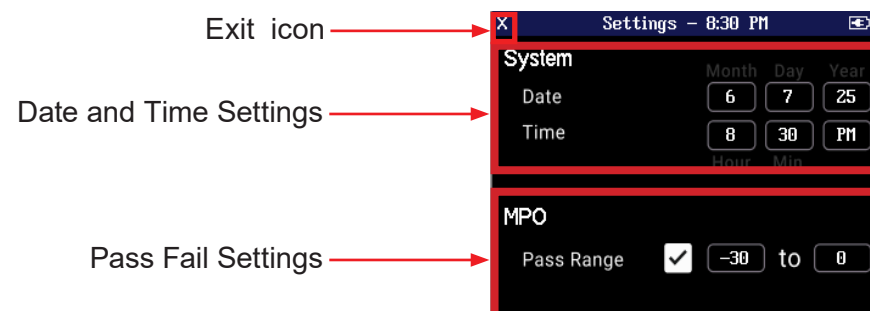 Exit icon
X Settings - 8:30 PM
System
Month Day Year
Date and Time Settings
Date 6 7 25
Time 8 30 PM
Hour Min
MPO
Pass Fail Settings
Pass Range -30 to 0